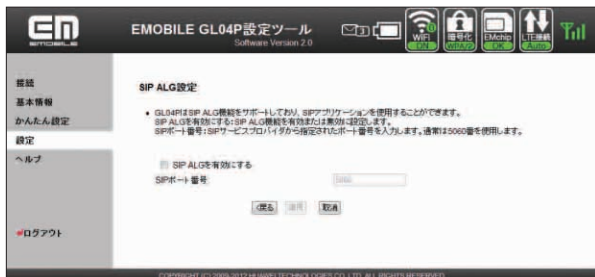 EM
EMOBILE
EMOBILE GL04P設定ツール
Software Version 2.0
3
WiFi
ON
暗号化
WPA/2
EMchip
OK
LTE接続
Auto
接続
基本情報
かんたん設定
設定
ヘルプ
ログアウト
SIP ALG設定
• GL04PはSIP ALG機能をサポートしており、SIPアプリケーションを使用することができます。
SIP ALGを有効にする:SIP ALG機能を有効または無効に設定します。
SIPポート番号:SIPサービスプロバイダから指定されたポート番号を入力します。通常は5060番を使用します。
SIP ALGを有効にする
SIPポート番号
5060
<戻る
適用
取消
COPYRIGHT (C) 2009-2012 HUAWEI TECHNOLOGIES CO., LTD. ALL RIGHTS RESERVED.